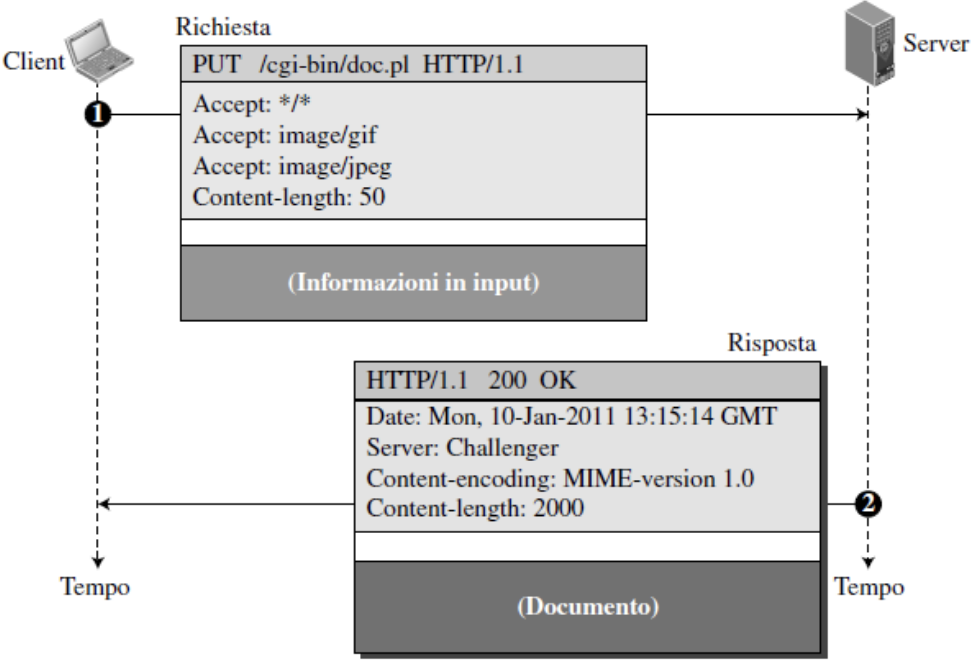 Richiesta
Client
Server
PUT /cgi-bin/doc.pl HTTP/1.1
Accept: */*
1
Accept: image/gif
Accept: image/jpeg
Content-length: 50
(Informazioni in input)
Risposta
HTTP/1.1 200 OK
Date: Mon, 10-Jan-2011 13:15:14 GMT
Server: Challenger
Content-encoding: MIME-version 1.0
Content-length: 2000
2
Tempo
Tempo
(Documento)